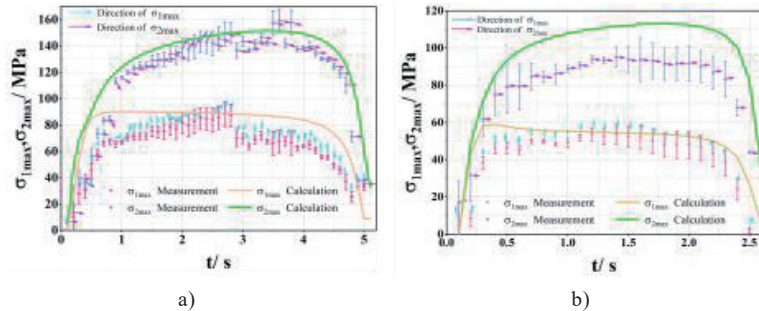 Direction of σ1max
Direction of σ2max
σ1max,σ2max/ MPa
160
140
120
100
80
60
40
20
0
σ1max Measurement
σ2max Measurement
σ1max Calculation
σ2max Calculation
0 1 2 3 4 5
t/ s
a)
Direction of σ1max
Direction of σ2max
σ1max,σ2max/ MPa
120
100
80
60
40
20
0
σ1max Measurement
σ2max Measurement
σ1max Calculation
σ2max Calculation
0.0 0.5 1.0 1.5 2.0 2.5
t/ s
b)